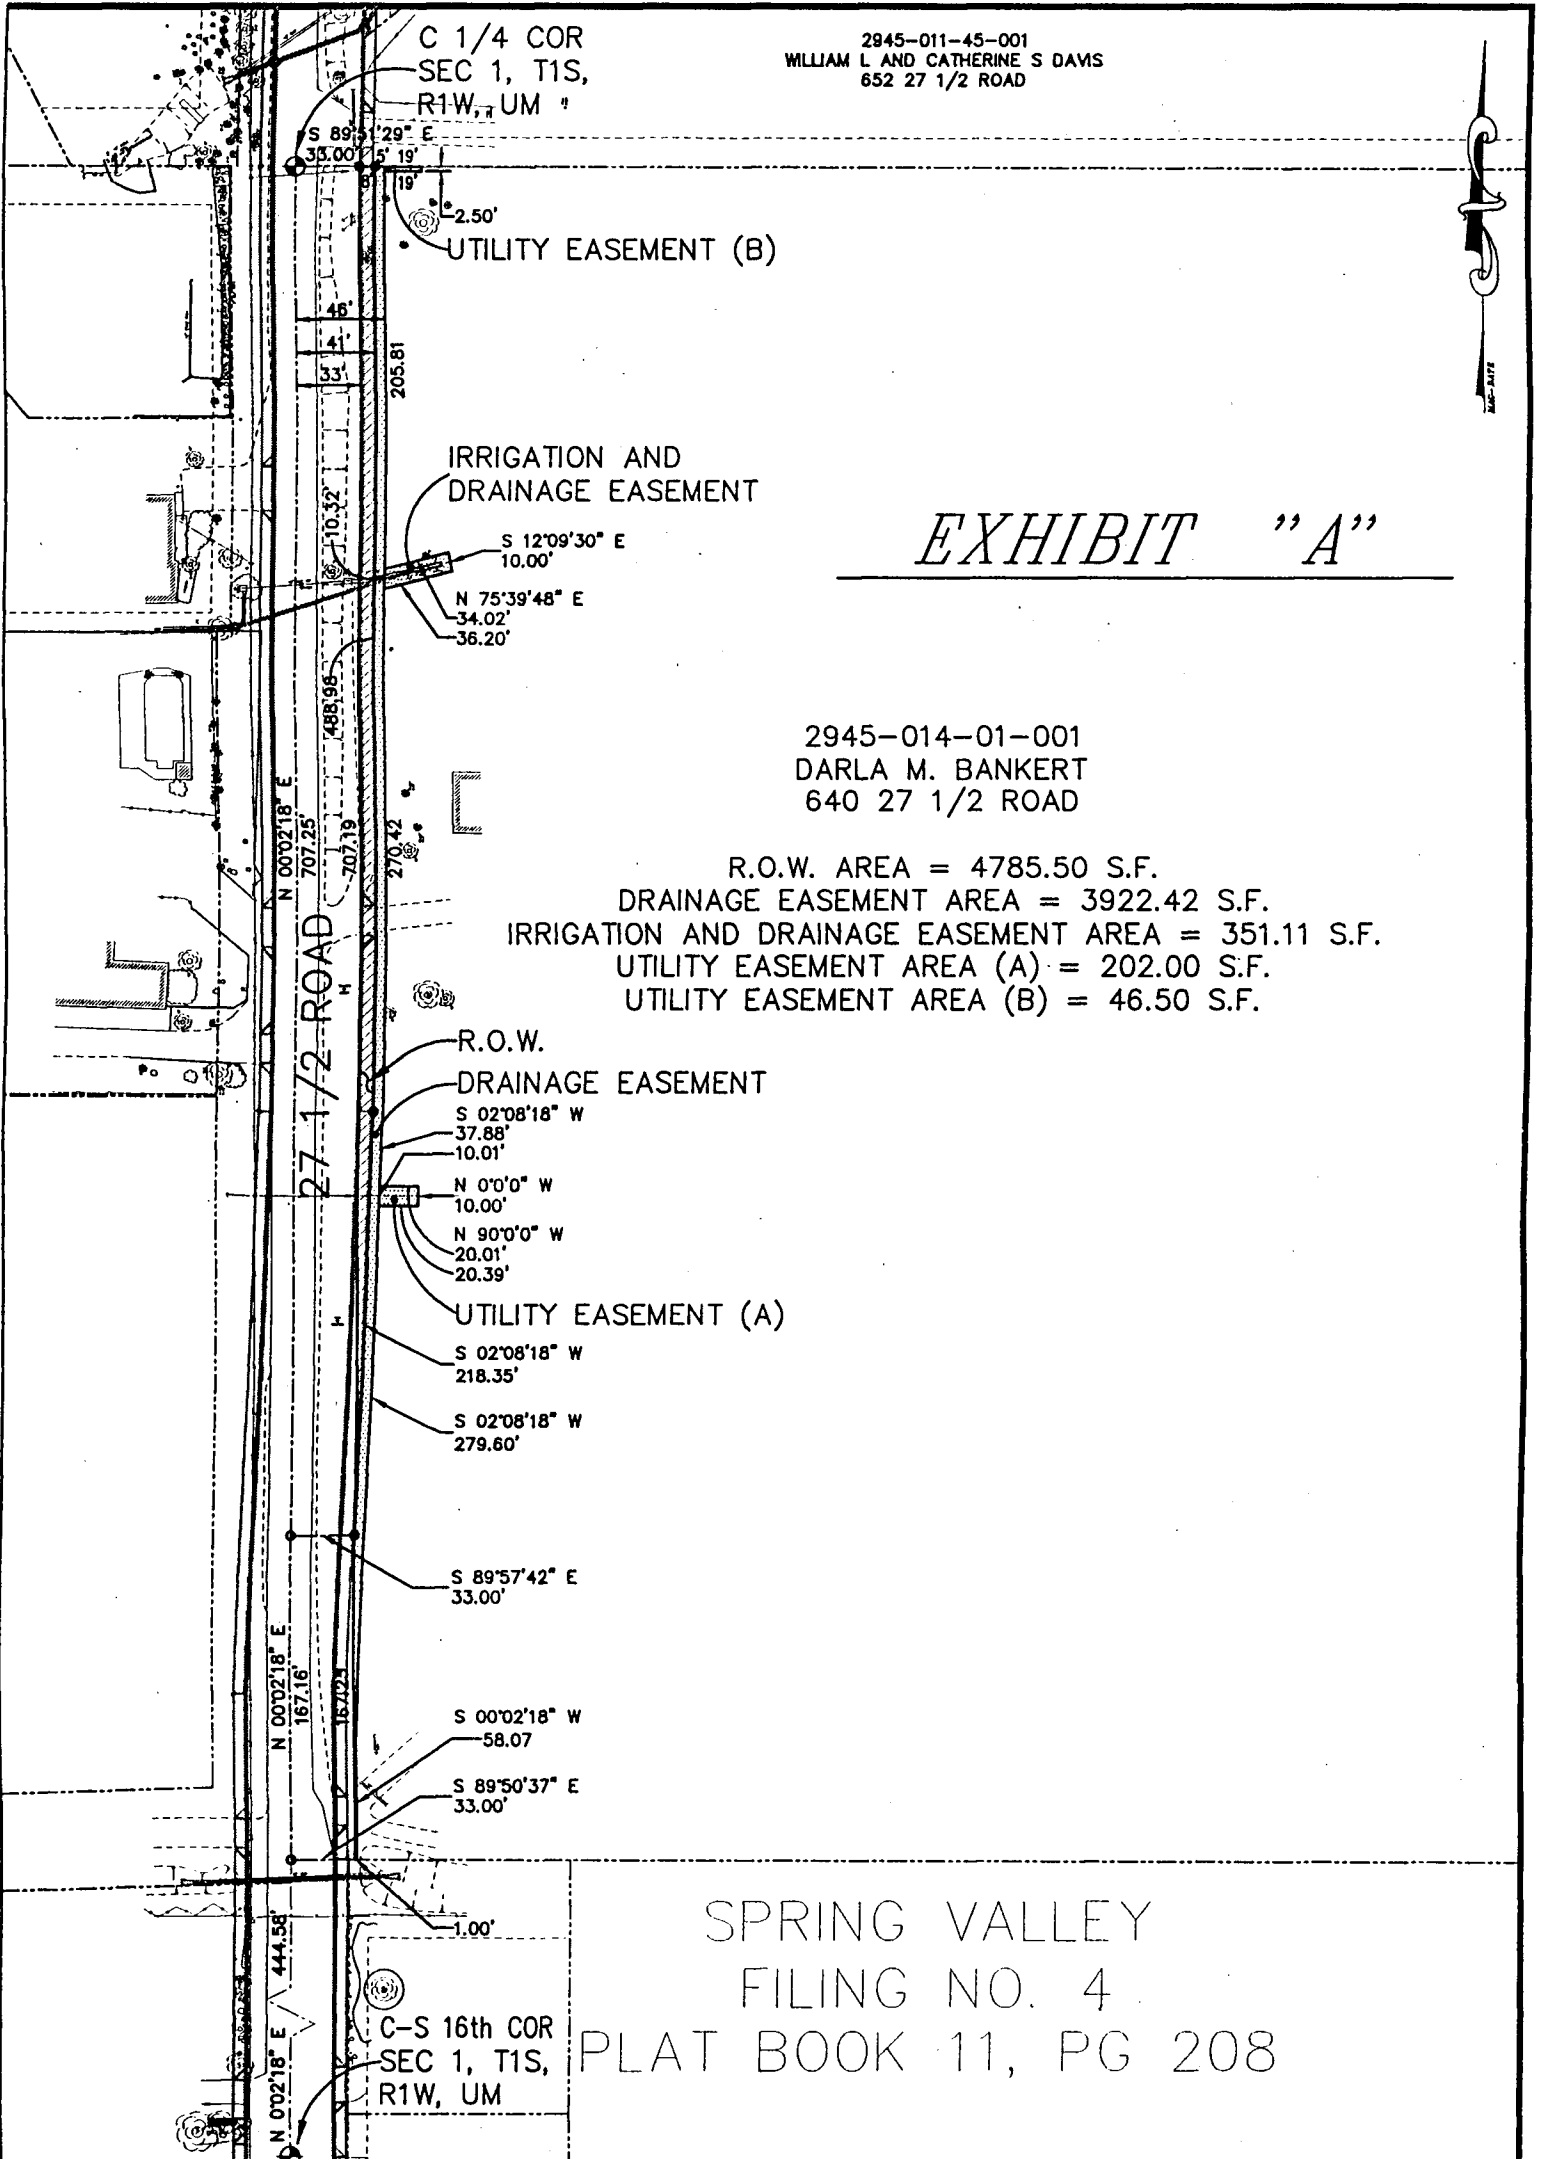 C 1/4 COR
SEC 1, T1S,
R1W, UM
2945-011-45-001
WILLIAM L AND CATHERINE S DAVIS
652 27 1/2 ROAD
S 89°51'29" E
33.00'
5'
19'
8'
19'
2.50'
UTILITY EASEMENT (B)
46'
41'
33'
205.81
IRRIGATION AND
DRAINAGE EASEMENT
10.32'
S 12°09'30" E
10.00'
N 75°39'48" E
34.02'
36.20'
EXHIBIT "A"
488.98
2945-014-01-001
DARLA M. BANKERT
640 27 1/2 ROAD
N 00°02'18" E
707.25'
707.19
270.42
R.O.W. AREA = 4785.50 S.F.
DRAINAGE EASEMENT AREA = 3922.42 S.F.
IRRIGATION AND DRAINAGE EASEMENT AREA = 351.11 S.F.
UTILITY EASEMENT AREA (A) = 202.00 S.F.
UTILITY EASEMENT AREA (B) = 46.50 S.F.
27 1/2 ROAD
R.O.W.
DRAINAGE EASEMENT
S 02°08'18" W
37.88'
10.01'
N 0°0'0" W
10.00'
N 90°0'0" W
20.01'
20.39'
UTILITY EASEMENT (A)
S 02°08'18" W
218.35'
S 02°08'18" W
279.60'
S 89°57'42" E
33.00'
N 00°02'18" E
167.16'
S 00°02'18" W
58.07
S 89°50'37" E
33.00'
1.00'
N 0°02'18" E 444.58'
C-S 16th COR
SEC 1, T1S,
R1W, UM
SPRING VALLEY
FILING NO. 4
PLAT BOOK 11, PG 208